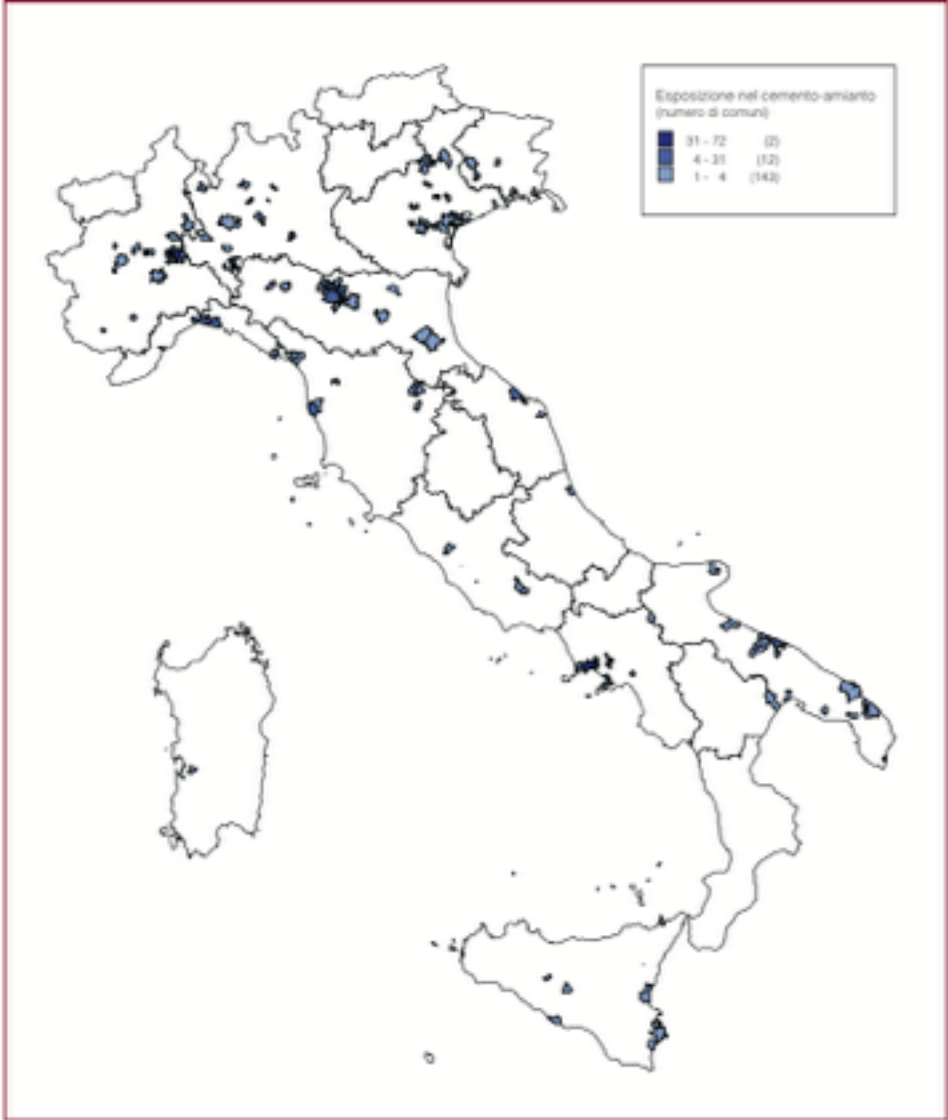 Esposizione nel cemento-amianto
(numero di comuni)
31 - 72 (2)
4 - 31 (12)
1 - 4 (143)